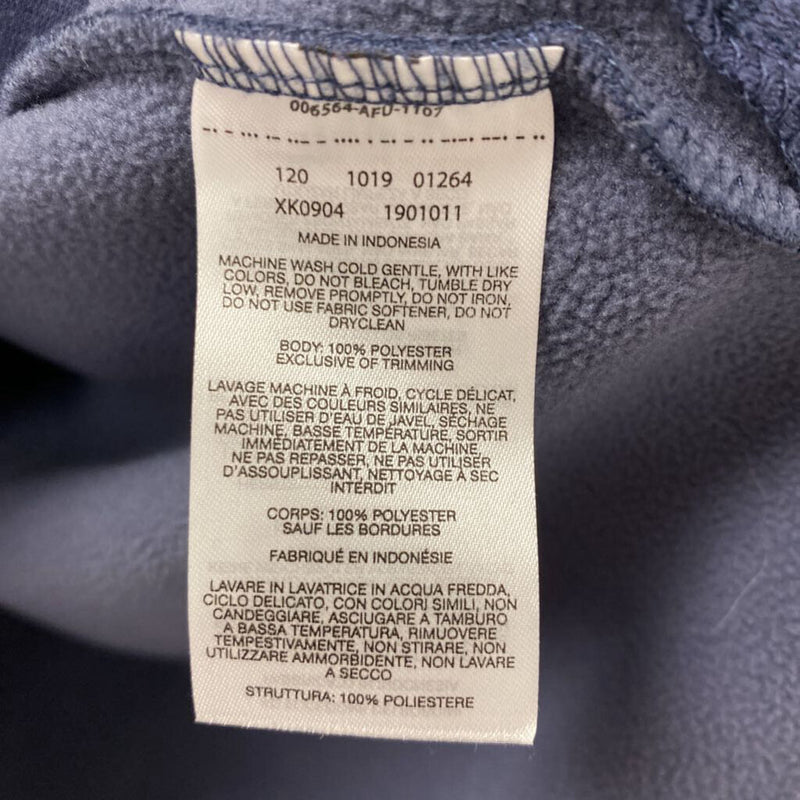 006564-AFU-1167
120 1019 01264
XK0904 1901011
MADE IN INDONESIA
MACHINE WASH COLD GENTLE, WITH LIKE
COLORS, DO NOT BLEACH, TUMBLE DRY
LOW, REMOVE PROMPTLY, DO NOT IRON,
DO NOT USE FABRIC SOFTENER, DO NOT
DRYCLEAN
BODY: 100% POLYESTER
EXCLUSIVE OF TRIMMING
LAVAGE MACHINE À FROID, CYCLE DÉLICAT,
AVEC DES COULEURS SIMILAIRES, NE
PAS UTILISER D'EAU DE JAVEL, SÉCHAGE
MACHINE, BASSE TEMPÉRATURE, SORTIR
IMMÉDIATEMENT DE LA MACHINE
NE PAS REPASSER, NE PAS UTILISER
D'ASSOUPLISSANT, NETTOYAGE À SEC
INTERDIT
CORPS: 100% POLYESTER
SAUF LES BORDURES
FABRIQUÉ EN INDONÉSIE
LAVARE IN LAVATRICE IN ACQUA FREDDA,
CICLO DELICATO, CON COLORI SIMILI, NON
CANDEGGIARE, ASCIUGARE A TAMBURO
A BASSA TEMPERATURA, RIMUOVERE
TEMPESTIVAMENTE, NON STIRARE, NON
UTILIZZARE AMMORBIDENTE, NON LAVARE
A SECCO
STRUTTURA: 100% POLIESTERE